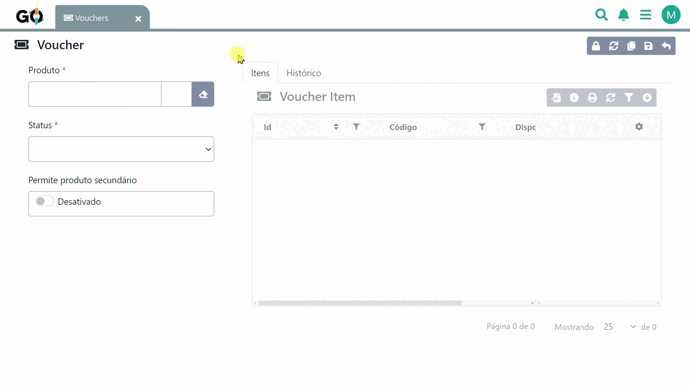 GO
Vouchers
M
Voucher
Produto *
Status *
Permite produto secundário
Desativado
Itens
Histórico
Voucher Item
Id
Código
Dispc
Página 0 de 0
Mostrando
25
de 0